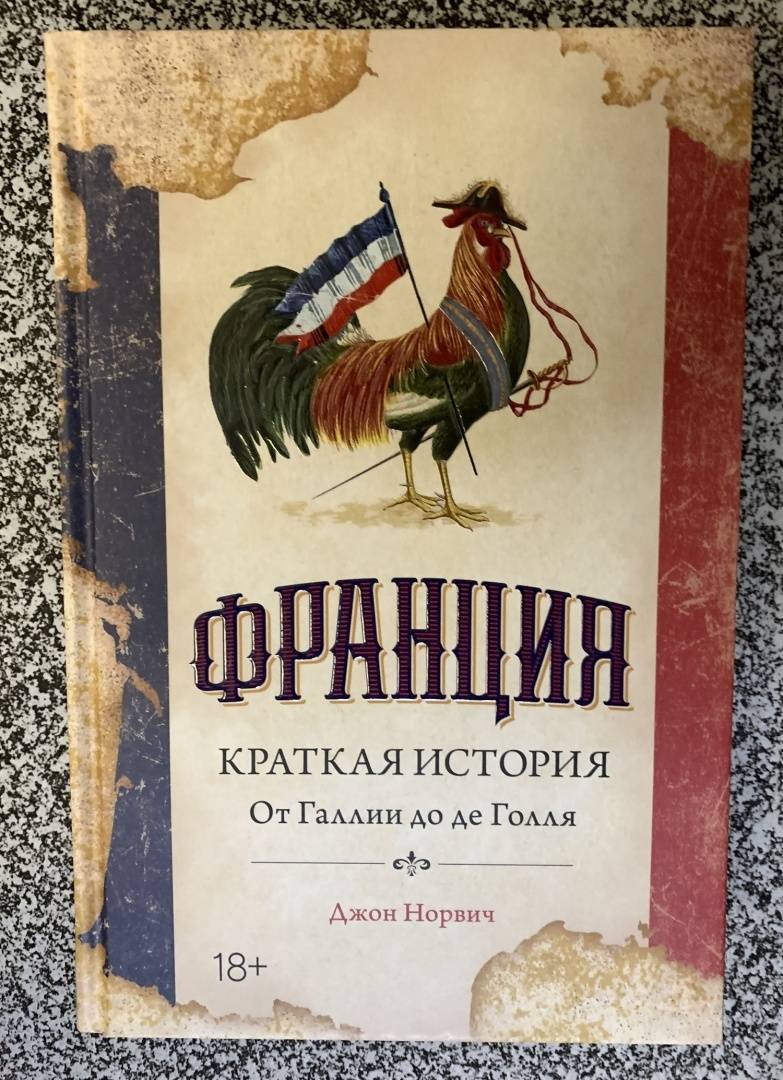 ФРАНЦИЯ
КРАТКАЯ ИСТОРИЯ
От Галлии до де Голля
Джон Норвич
18+